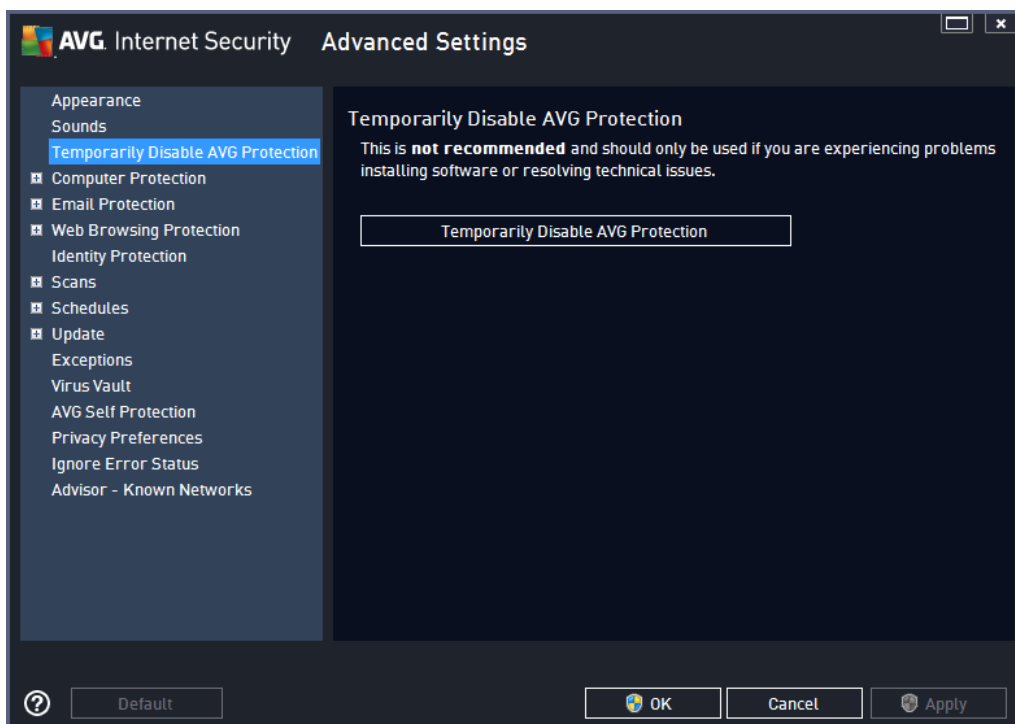 AVG. Internet Security Advanced Settings
Appearance
Sounds
Temporarily Disable AVG Protection
Computer Protection
Email Protection
Web Browsing Protection
Identity Protection
Scans
Schedules
Update
Exceptions
Virus Vault
AVG Self Protection
Privacy Preferences
Ignore Error Status
Advisor - Known Networks
Temporarily Disable AVG Protection
This is not recommended and should only be used if you are experiencing problems
installing software or resolving technical issues.
Temporarily Disable AVG Protection
Default
OK
Cancel
Apply